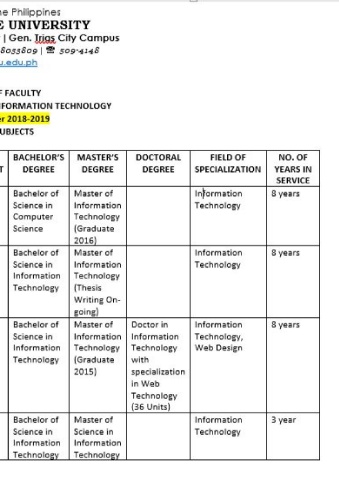 ne Philippines
E UNIVERSITY
| Gen. Trias City Campus
8053809 | ☎ 509-4148
u.edu.ph
F FACULTY
NFORMATION TECHNOLOGY
er 2018-2019
UBJECTS
T
BACHELOR'S DEGREE
MASTER'S DEGREE
DOCTORAL DEGREE
FIELD OF SPECIALIZATION
NO. OF YEARS IN SERVICE
Bachelor of
Science in
Computer
Science
Master of
Information
Technology
(Graduate
2016)
Information
Technology
8 years
Bachelor of
Science in
Information
Technology
Master of
Information
Technology
(Thesis
Writing On-
going)
Information
Technology
8 years
Bachelor of
Science in
Information
Technology
Master of
Information
Technology
(Graduate
2015)
Doctor in
Information
Technology
with
specialization
in Web
Technology
(36 Units)
Information
Technology,
Web Design
8 years
Bachelor of
Science in
Information
Technology
Master of
Science in
Information
Technology
Information
Technology
3 year